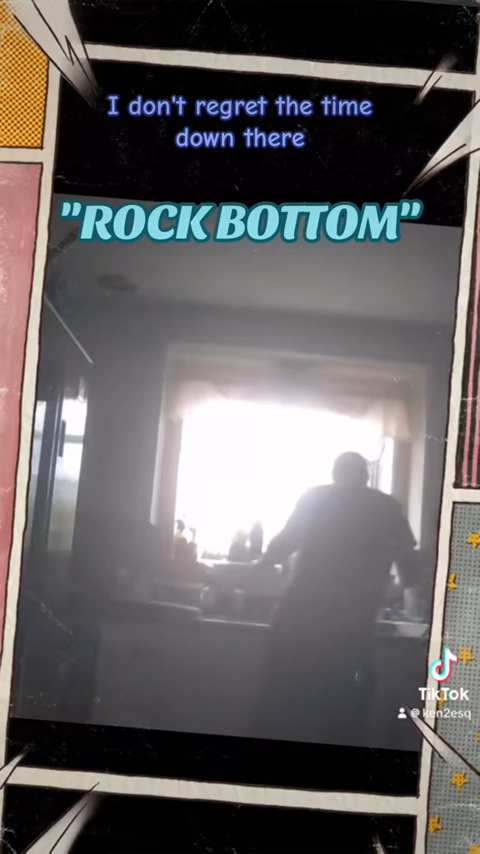 I don't regret the time
down there
"ROCK BOTTOM"
TikTok
@ken2esq